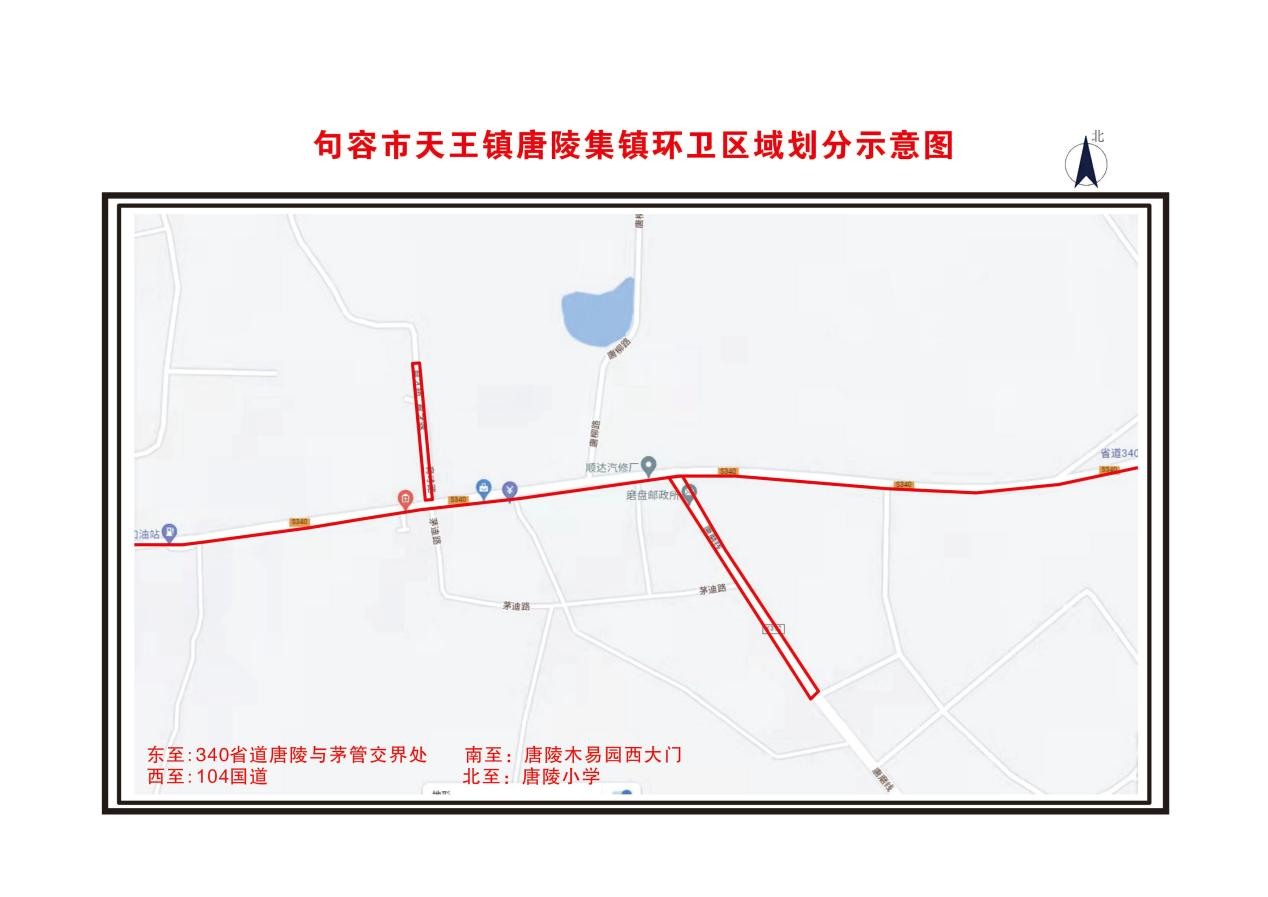 句容市天王镇唐陵集镇环卫区域划分示意图
北
唐柳路
唐柳路
顺达汽修厂
S340
省道340
S340
S340
磨盘邮政所
S340
S340
油站
茅迪路
茅迪路
茅迪路
唐磨线
东至：340省道唐陵与茅管交界处 南至：唐陵木易园西大门
西至：104国道 北至：唐陵小学